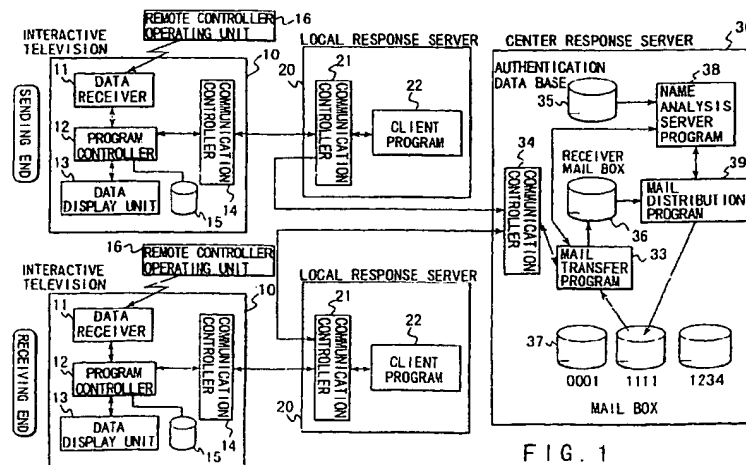 16
REMOTE CONTROLLER
OPERATING UNIT
INTERACTIVE
TELEVISION
10
SENDING END
11
DATA
RECEIVER
12
PROGRAM
CONTROLLER
13
DATA
DISPLAY UNIT
15
COMMUNICATION
CONTROLLER
14
LOCAL RESPONSE SERVER
20
21
COMMUNICATION
CONTROLLER
22
CLIENT
PROGRAM
CENTER RESPONSE SERVER
AUTHENTICATION
DATA BASE
35
38
NAME
ANALYSIS
SERVER
PROGRAM
34
COMMUNICATION
CONTROLLER
RECEIVER
MAIL BOX
36
39
MAIL
DISTRIBUTION
PROGRAM
MAIL
TRANSFER
PROGRAM
33
37
0001
1111
1234
MAIL BOX
16
REMOTE CONTROLLER
OPERATING UNIT
INTERACTIVE
TELEVISION
10
RECEIVING END
11
DATA
RECEIVER
12
PROGRAM
CONTROLLER
13
DATA
DISPLAY UNIT
15
COMMUNICATION
CONTROLLER
14
LOCAL RESPONSE SERVER
20
21
COMMUNICATION
CONTROLLER
22
CLIENT
PROGRAM
FIG. 1